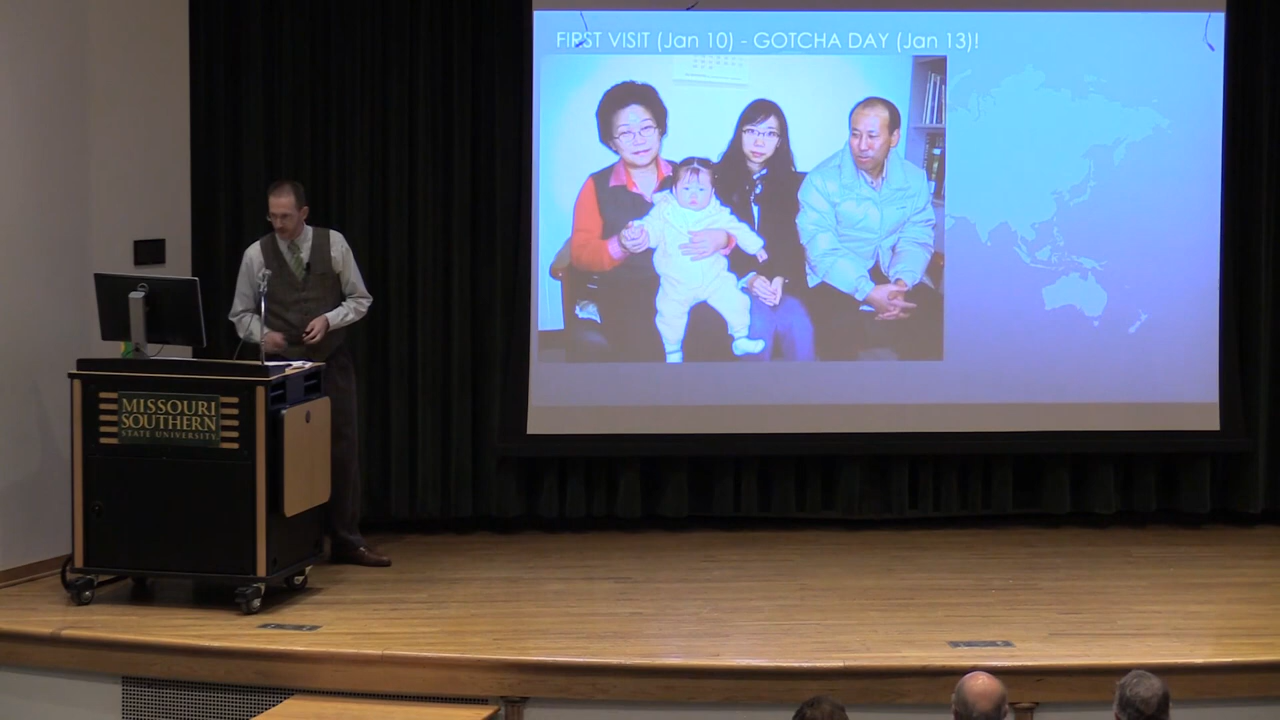 FIRST VISIT (Jan 10) - GOTCHA DAY (Jan 13)!
MISSOURI
SOUTHERN
STATE UNIVERSITY